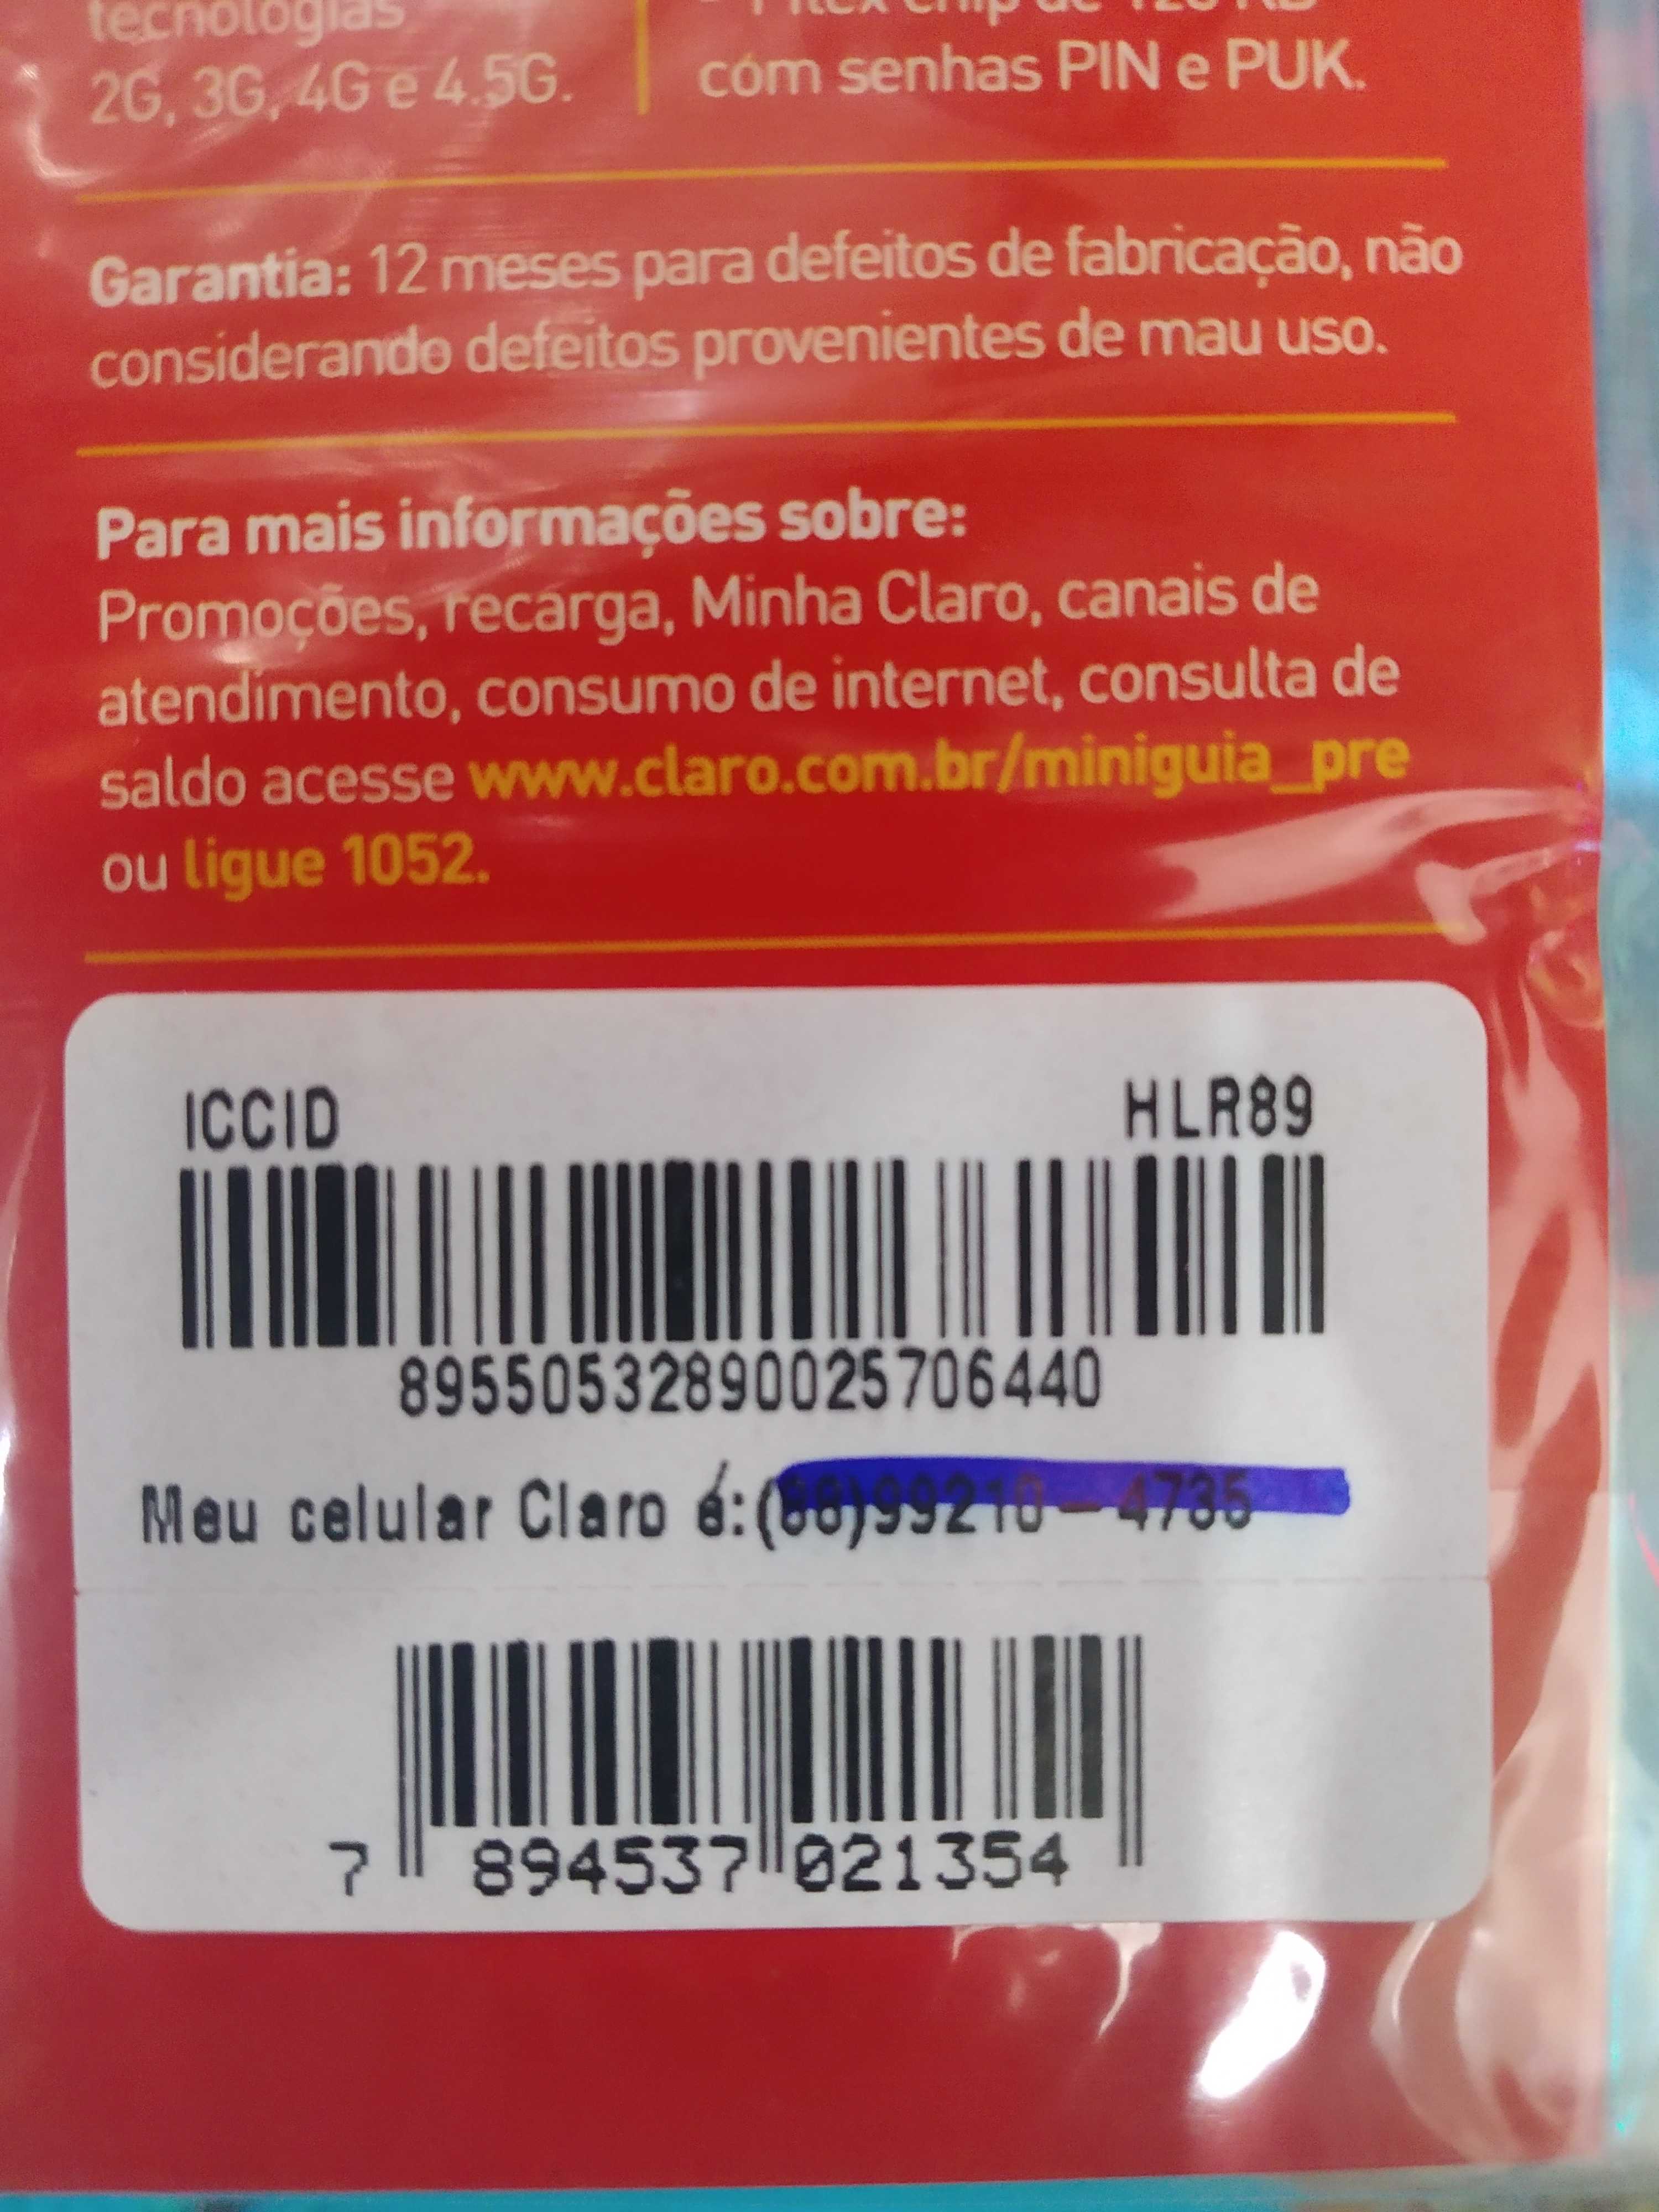 tecnologias
2G, 3G, 4G e 4.5G.
com senhas PIN e PUK.
Garantia: 12 meses para defeitos de fabricação, não
considerando defeitos provenientes de mau uso.
Para mais informações sobre:
Promoções, recarga, Minha Claro, canais de
atendimento, consumo de internet, consulta de
saldo acesse www.claro.com.br/miniguia_pre
ou ligue 1052.
ICCID HLR89
89550532890025706440
Meu celular Claro é:
7 894537 021354